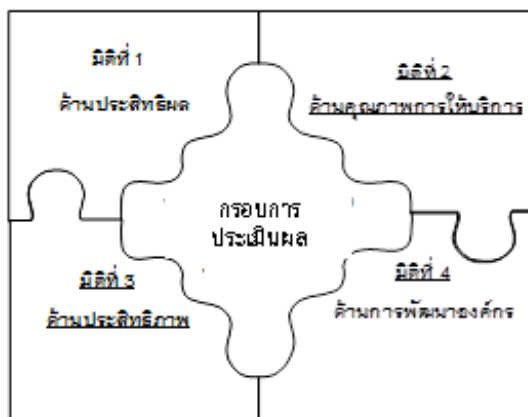 มิติที่ 1
ด้านประสิทธิผล
มิติที่ 2
ด้านคุณภาพการให้บริการ
กรอบการ
ประเมินผล
มิติที่ 3
ด้านประสิทธิภาพ
มิติที่ 4
ด้านการพัฒนาองค์กร